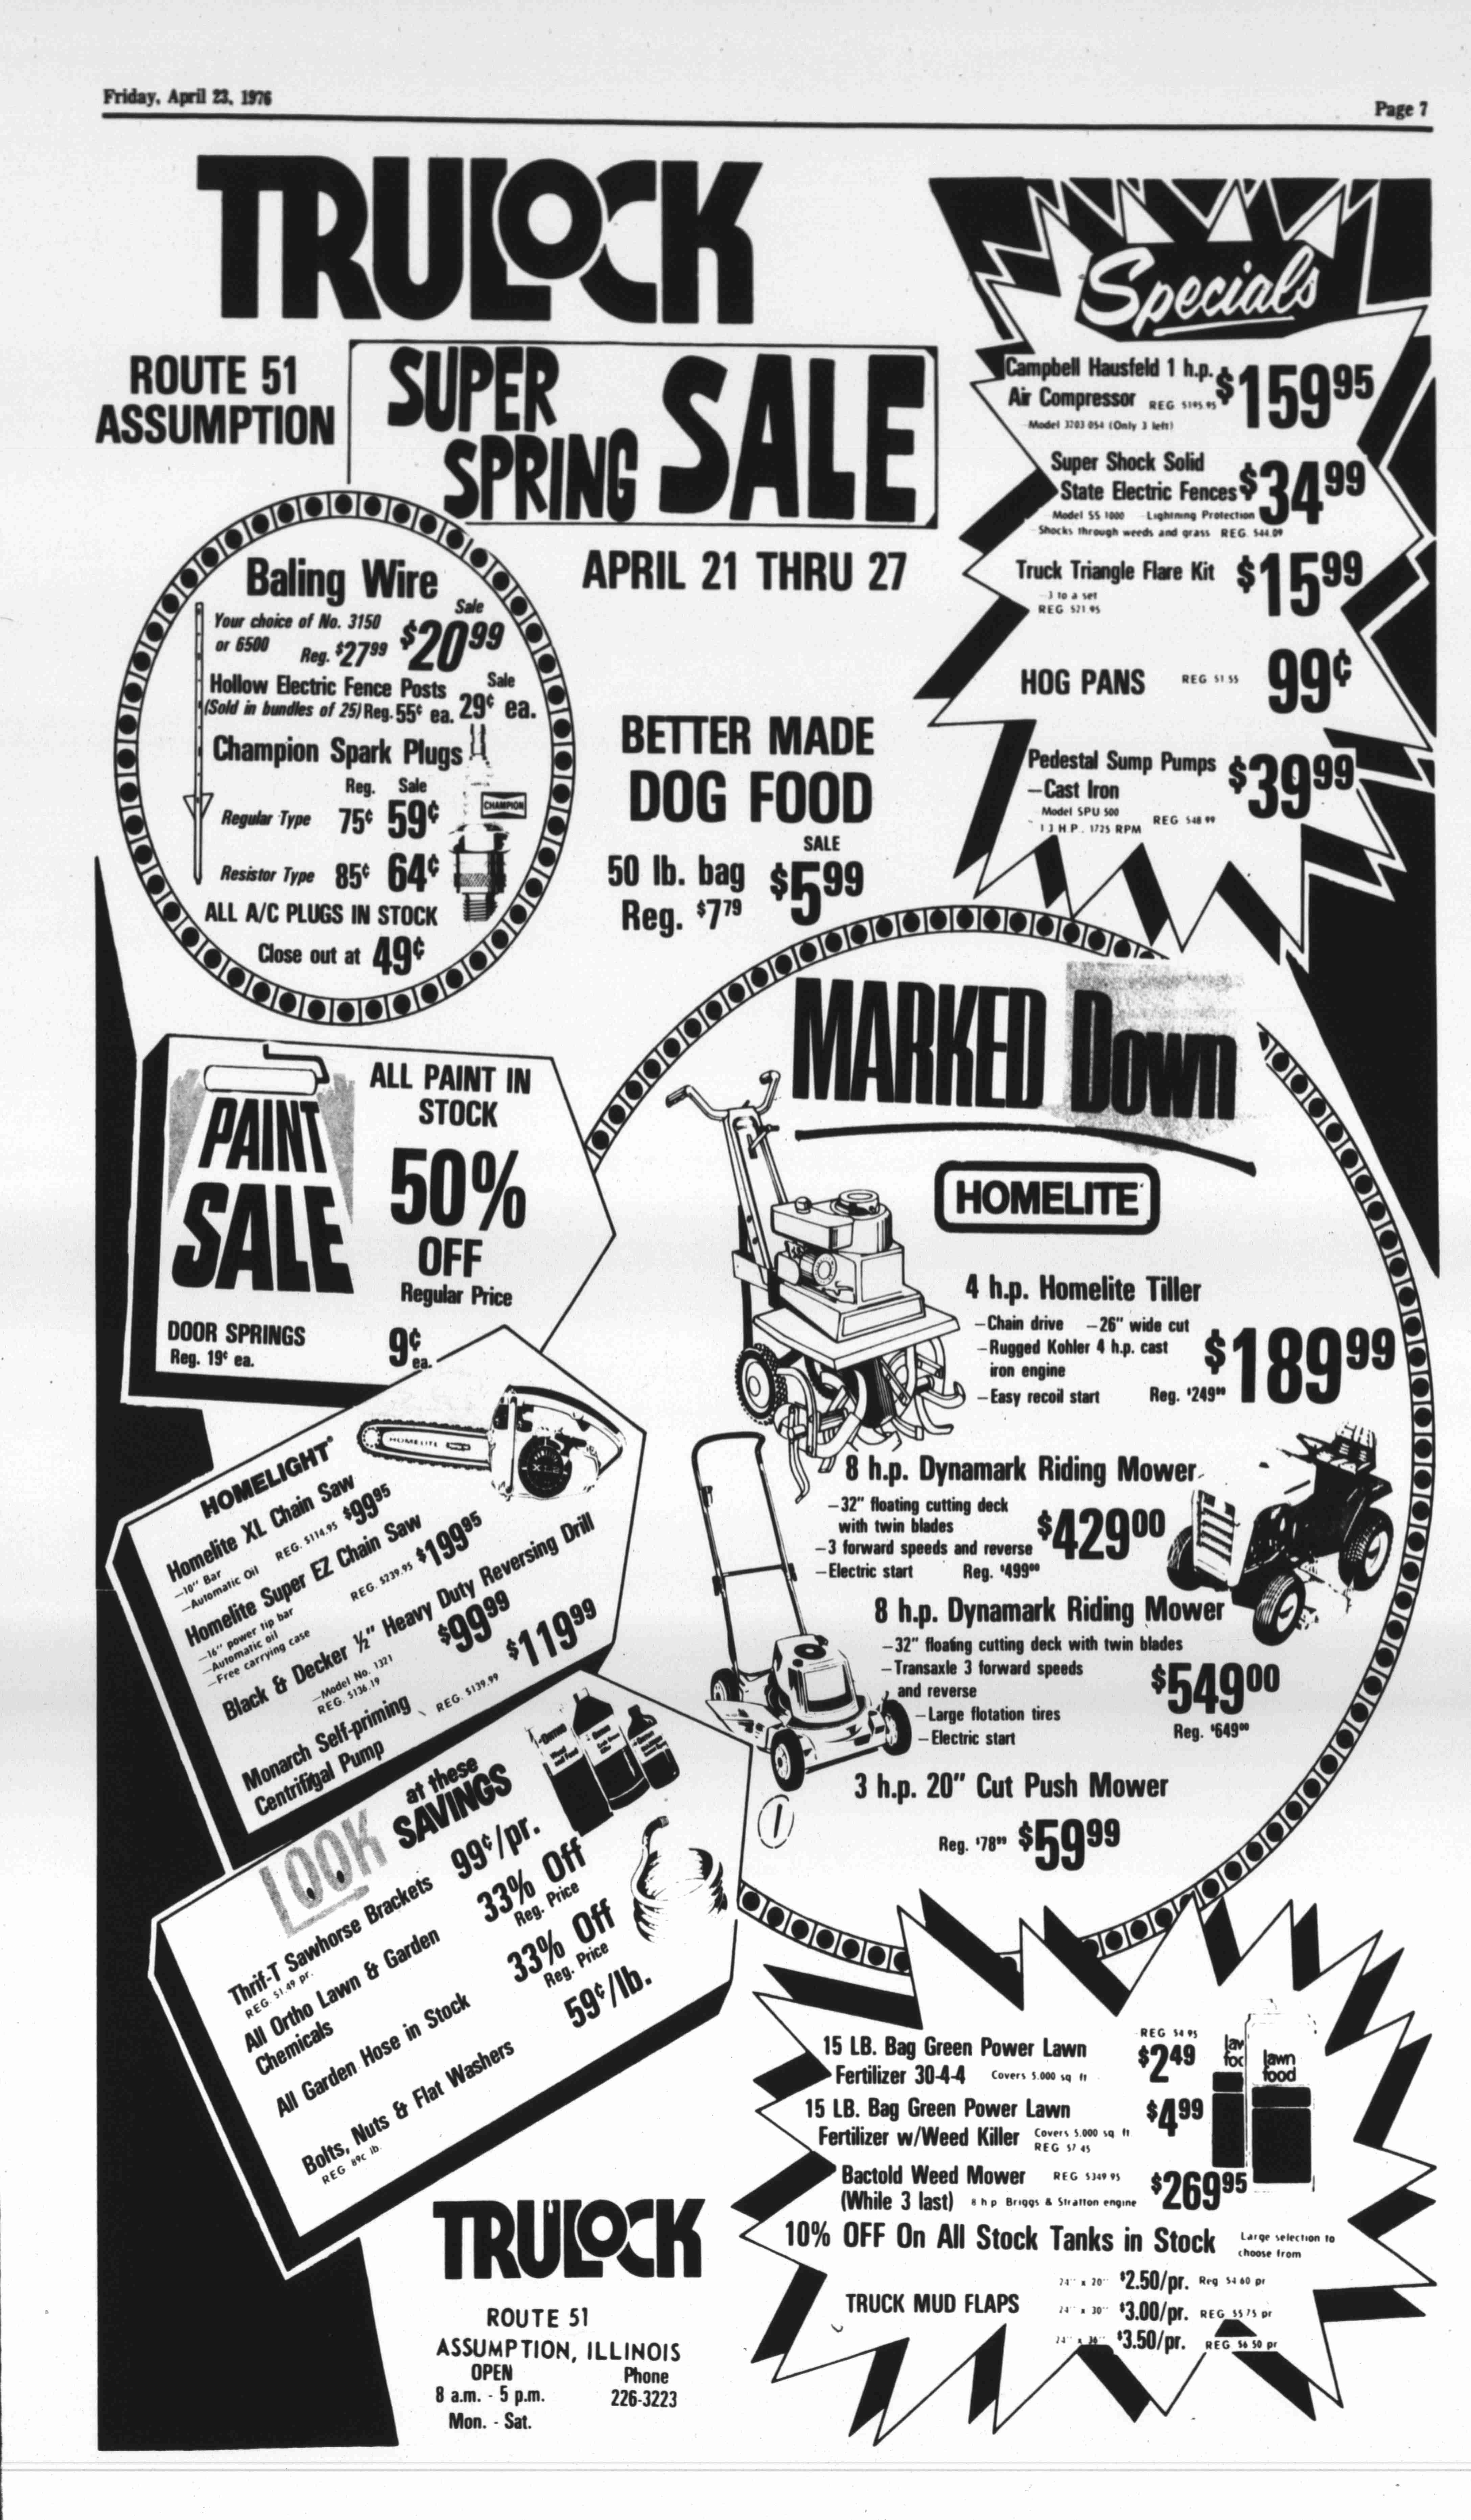 Friday, April 23, 1976
Page 7
TRULOCK
ROUTE 51
ASSUMPTION
SUPER
SPRING
SALE
APRIL 21 THRU 27
Specials
Campbell Hausfeld 1 h.p.
Air Compressor REG $195.95 $159 95
Model 3203 054 (Only 3 left)
Super Shock Solid
State Electric Fences $34 99
Model SS 1000 - Lightning Protection
Shocks through weeds and grass REG. $44.09
Truck Triangle Flare Kit $15 99
3 to a set
REG $21.95
HOG PANS REG $1.55 99¢
Pedestal Sump Pumps $39 99
—Cast Iron
Model SPU 500
1 3 H.P. 1725 RPM REG $48.99
Baling Wire
Your choice of No. 3150
or 6500 Reg. $27 99
Sale
$20 99
Hollow Electric Fence Posts Sale
(Sold in bundles of 25) Reg. 55¢ ea. 29¢ ea.
Champion Spark Plugs
CHAMPION
Reg. Sale
Regular Type 75¢ 59¢
Resistor Type 85¢ 64¢
ALL A/C PLUGS IN STOCK
Close out at 49¢
BETTER MADE
DOG FOOD
SALE
50 lb. bag $5 99
Reg. $7 79
PAINT
SALE
ALL PAINT IN
STOCK
50%
OFF
Regular Price
DOOR SPRINGS 9¢ ea.
Reg. 19¢ ea.
MARKED Down
HOMELITE
4 h.p. Homelite Tiller
—Chain drive —26" wide cut
—Rugged Kohler 4 h.p. cast
iron engine
—Easy recoil start Reg. $249 99
$189 99
8 h.p. Dynamark Riding Mower
—32" floating cutting deck
with twin blades
—3 forward speeds and reverse
—Electric start Reg. $499 00
$429 00
8 h.p. Dynamark Riding Mower
—32" floating cutting deck with twin blades
—Transaxle 3 forward speeds
and reverse
—Large flotation tires
—Electric start
$549 00
Reg. $649 00
3 h.p. 20" Cut Push Mower
Reg. $78 99 $59 99
HOMELITE
XL2
HOMELIGHT
Homelite XL Chain Saw
—10" Bar
—Automatic Oil
REG. $114.95 $99 95
Homelite Super EZ Chain Saw
—16" power tip bar
—Automatic oil
—Free carrying case
REG. $239.95 $199 95
Black & Decker ½" Heavy Duty Reversing Drill
—Model No. 1321
REG. $136.19
$99 99
Monarch Self-priming
Centrifigal Pump
REG. $139.99 $119 99
LOOK at these
SAVINGS
Thrif-T Sawhorse Brackets 99¢/pr.
REG. $1.49 pr.
All Ortho Lawn & Garden
Chemicals
33% Off
Reg. Price
All Garden Hose in Stock
33% Off
Reg. Price
Bolts, Nuts & Flat Washers 59¢/lb.
REG 89¢ lb.
15 LB. Bag Green Power Lawn REG $4.95
Fertilizer 30-4-4 Covers 5,000 sq ft $2 49
15 LB. Bag Green Power Lawn $4 99
Fertilizer w/Weed Killer Covers 5,000 sq ft
REG $7.45
lawn
food
Bactold Weed Mower REG $349.95 $269 95
(While 3 last) 8 h p Briggs & Stratton engine
10% OFF On All Stock Tanks in Stock Large selection to
choose from
TRUCK MUD FLAPS
24" x 20" $2.50/pr. Reg $4.60 pr
24" x 30" $3.00/pr. REG $5.75 pr
24" x 36" $3.50/pr. REG $6.50 pr
TRULOCK
ROUTE 51
ASSUMPTION, ILLINOIS
OPEN
8 a.m. - 5 p.m.
Mon. - Sat.
Phone
226-3223